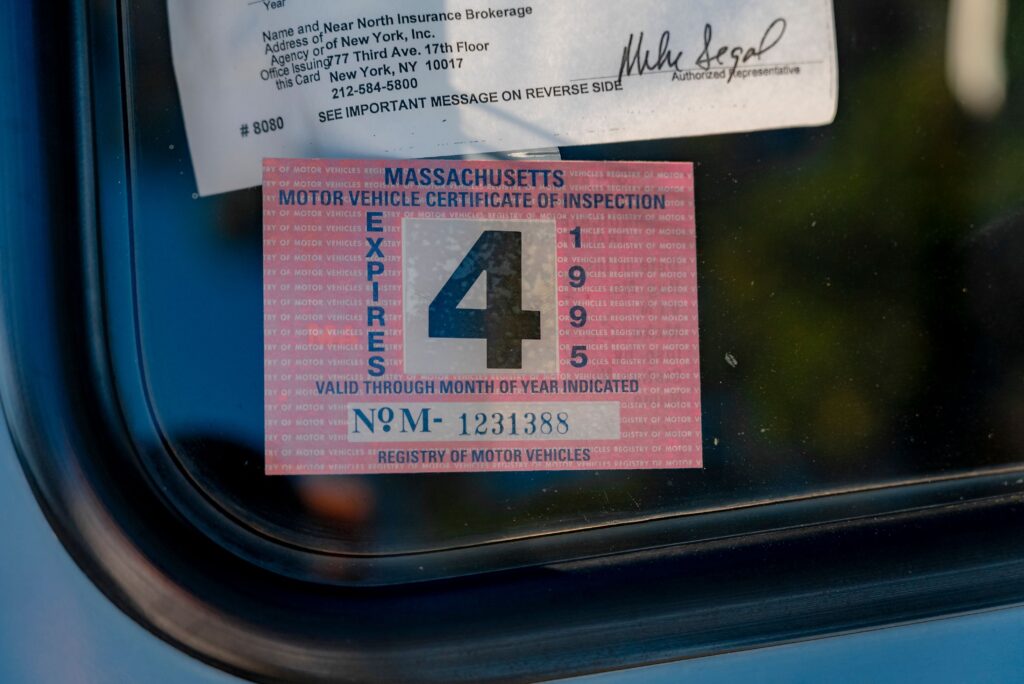 Year
Name and Near North Insurance Brokerage
Address of of New York, Inc.
Agency or 777 Third Ave. 17th Floor
Office Issuing New York, NY 10017
this Card 212-584-5800
Mike Segal
Authorized Representative
SEE IMPORTANT MESSAGE ON REVERSE SIDE
# 8080
MASSACHUSETTS
MOTOR VEHICLE CERTIFICATE OF INSPECTION
EXPIRES
4
1995
VALID THROUGH MONTH OF YEAR INDICATED
Nº M- 1231388
REGISTRY OF MOTOR VEHICLES